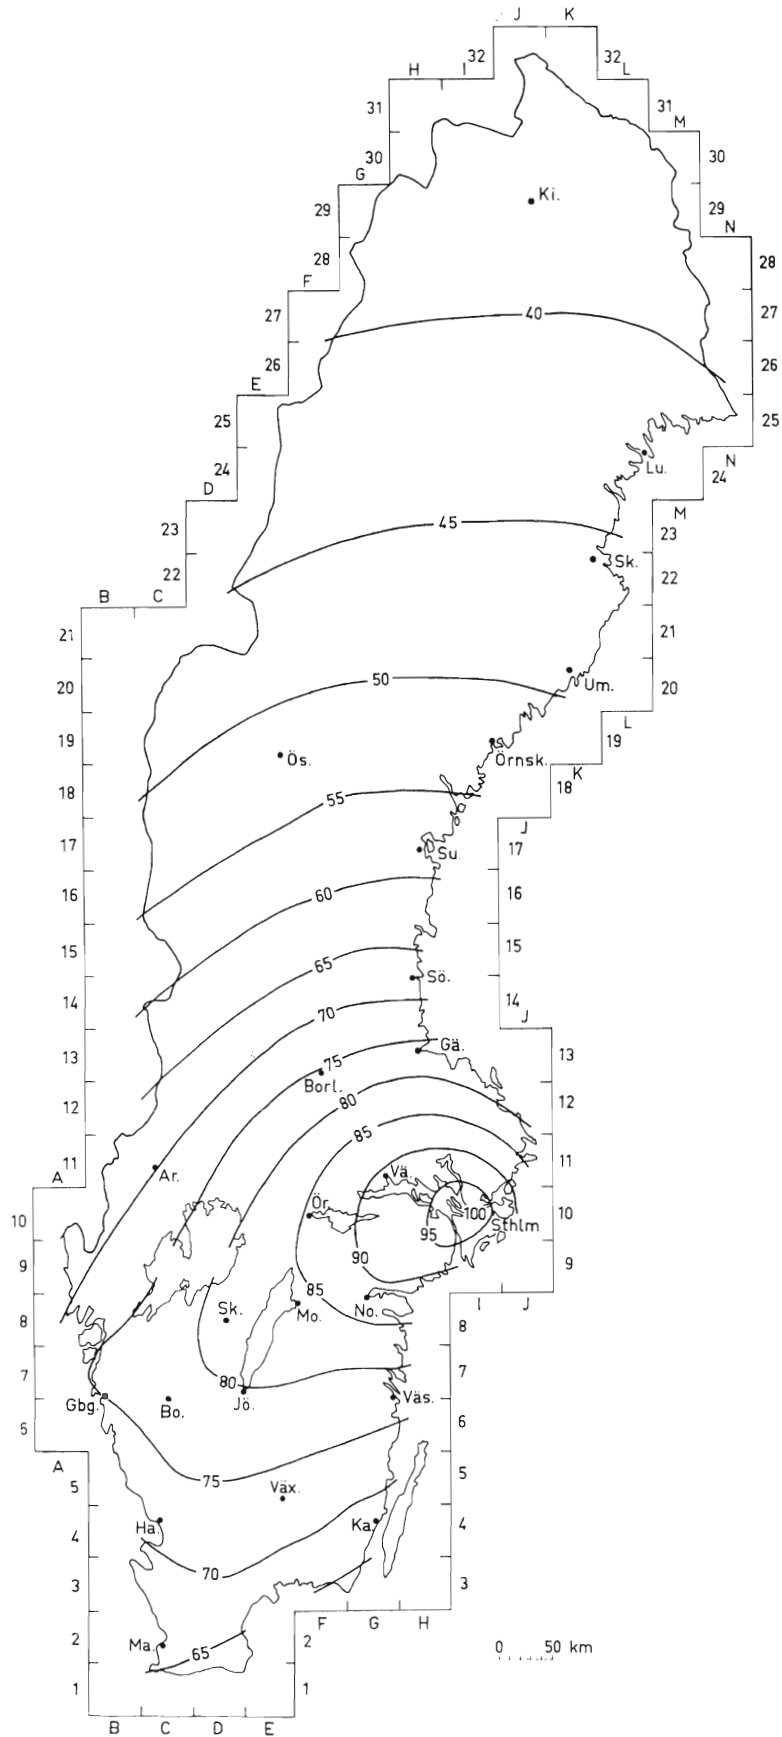 J K
32 32
H I L
31 31
M
30 30
G
29 Ki. 29
N
28 28
F
27 40 27
26 26
E
25 25
Lu. N
24 24
D M
23 45 23
22 Sk. 22
B C
21 21
50 Um.
20 20
L
19 Ös. Örnsk. 19
K
18 55 18
J
17 Su. 17
16 60 16
15 65 Sö. 15
14 70 14
J
13 75 Gä. 13
Borl.
12 80 12
85
11 Ar. Vä. 11
A
10 Ör. 100 Sthlm 10
95
9 90 9
85
8 Sk. Mo. No. I J
8
7 80 7
Gbg. Bo. Jö. Väs.
6 6
75
A
5 Väx. 5
Ha. Ka.
4 4
70
3 3
F G H
Ma. 65
2 2
0 50 km
1 1
B C D E